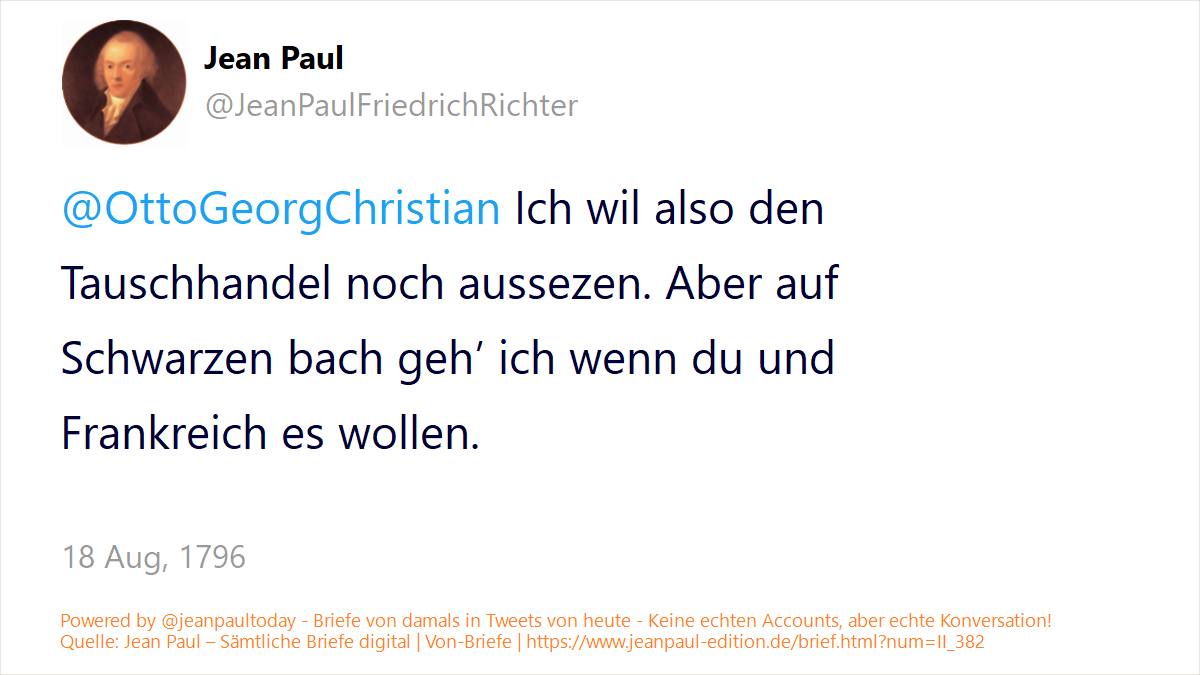 Jean Paul
@JeanPaulFriedrichRichter
@OttoGeorgChristian Ich wil also den
Tauschhandel noch aussezen. Aber auf
Schwarzen bach geh’ ich wenn du und
Frankreich es wollen.
18 Aug, 1796
Powered by @jeanpaultoday - Briefe von damals in Tweets von heute - Keine echten Accounts, aber echte Konversation!
Quelle: Jean Paul – Sämtliche Briefe digital | Von-Briefe | https://www.jeanpaul-edition.de/brief.html?num=II_382